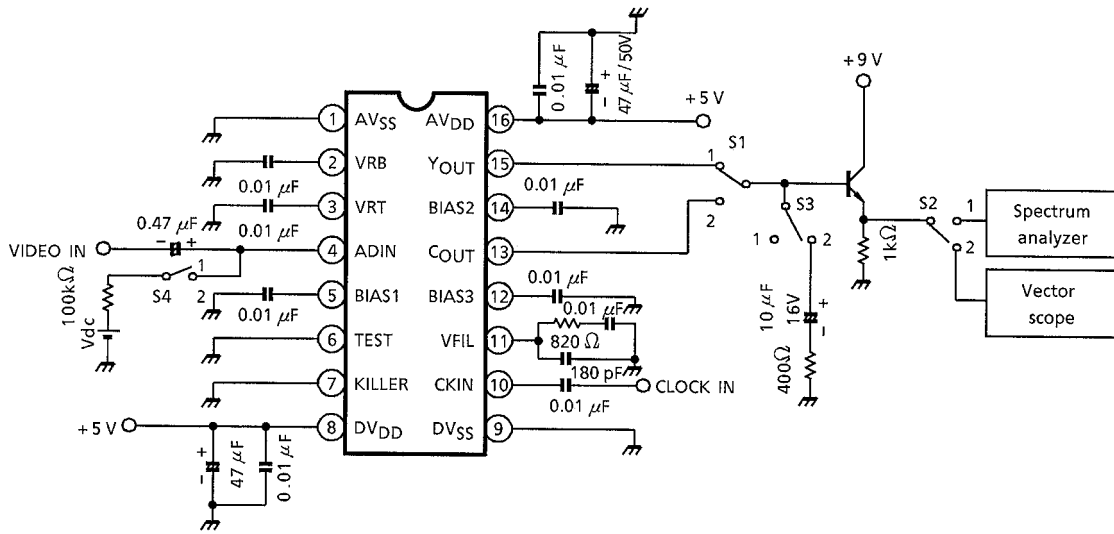 0.01 μF
+
47 μF/50V
-
+9 V
+5 V
1 AVSS AVDD 16
S1
2 VRB YOUT 15
1
0.01 μF
0.01 μF
S3
S2
3 VRT BIAS2 14
2
1
Spectrum analyzer
0.47 μF
0.01 μF
VIDEO IN
- +
4 ADIN COUT 13
1 2
1kΩ
2
1
S4
2
100kΩ
0.01 μF
5 BIAS1 BIAS3 12
0.01 μF
0.01 μF
10 μF
16V
+
-
Vector scope
Vdc
6 TEST VFIL 11
820 Ω
400Ω
180 pF
7 KILLER CKIN 10
CLOCK IN
0.01 μF
+5 V
8 DVDD DVSS 9
+
-
47 μF
0.01 μF